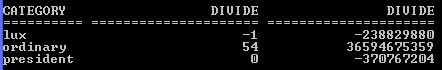 CATEGORY DIVIDE DIVIDE
----------- ----------------------- -----------------------
lux -1 -238829880
ordinary 54 36594675359
president 0 -370767204